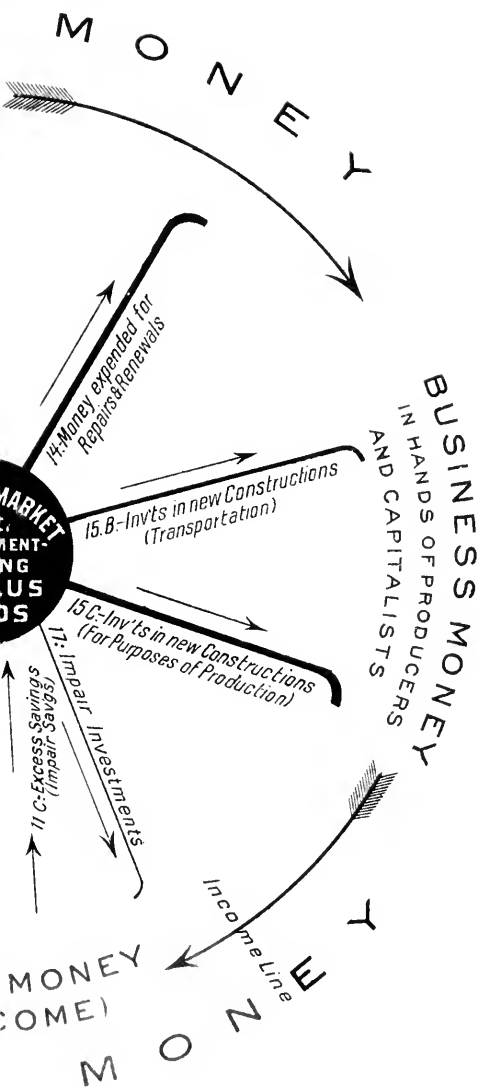 MONEY
14:-Money expended for
Repairs & Renewals
15.B:-Inv'ts in new Constructions
(Transportation)
15 C:-Inv'ts in new Constructions
(For Purposes of Production)
17: Impair Investments
11 C:-Excess Savings
(Impair Savgs)
MARKET
MENT-
NG
US
DS
BUSINESS MONEY
IN HANDS OF PRODUCERS
AND CAPITALISTS
Income Line
MONEY
COME)
MONEY